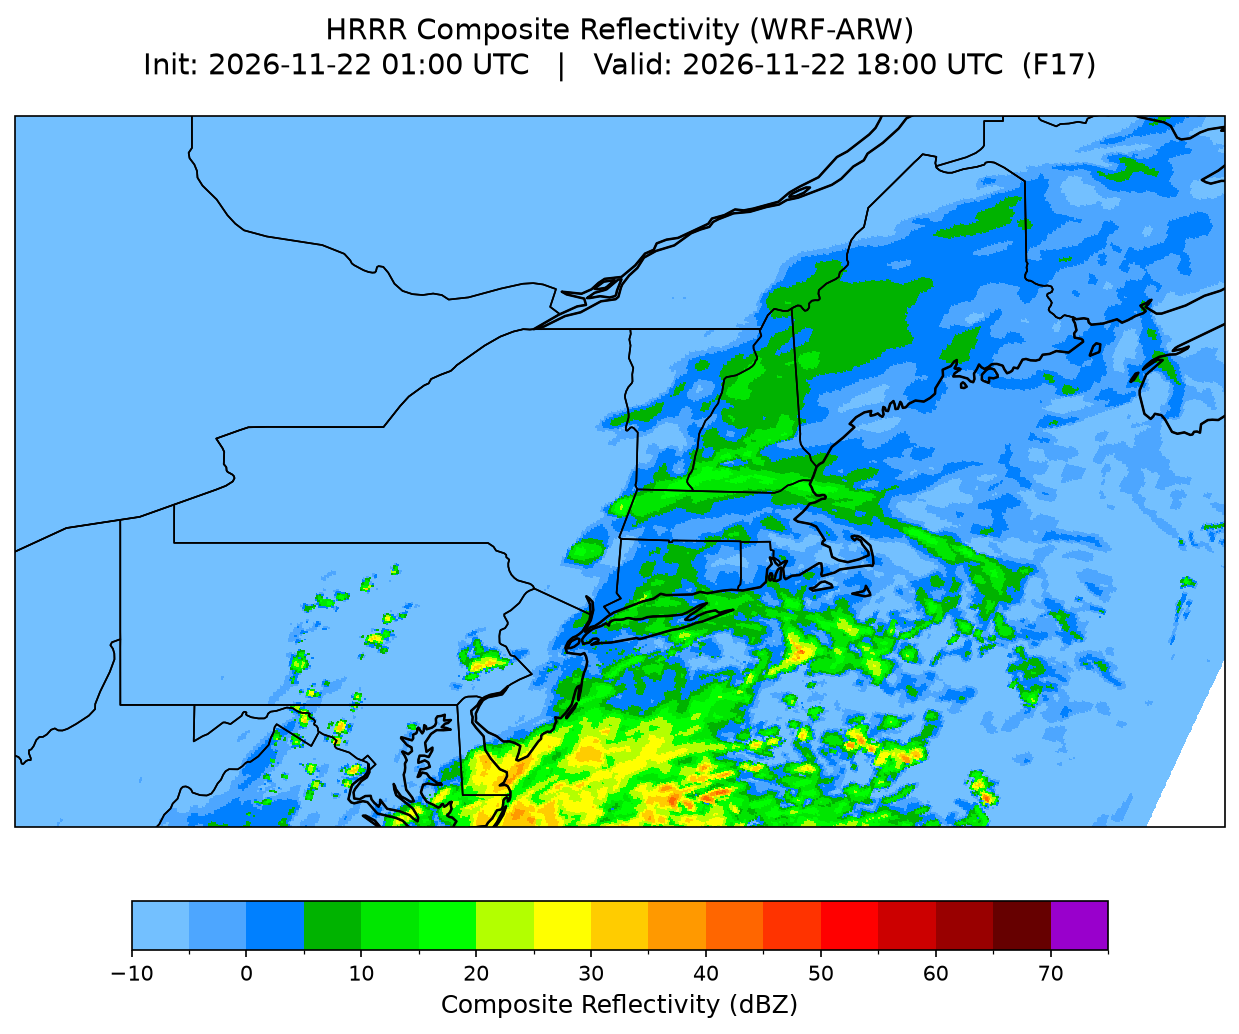 HRRR Composite Reflectivity (WRF-ARW)
Init: 2026-11-22 01:00 UTC   |   Valid: 2026-11-22 18:00 UTC  (F17)
−10 0 10 20 30 40 50 60 70
Composite Reflectivity (dBZ)